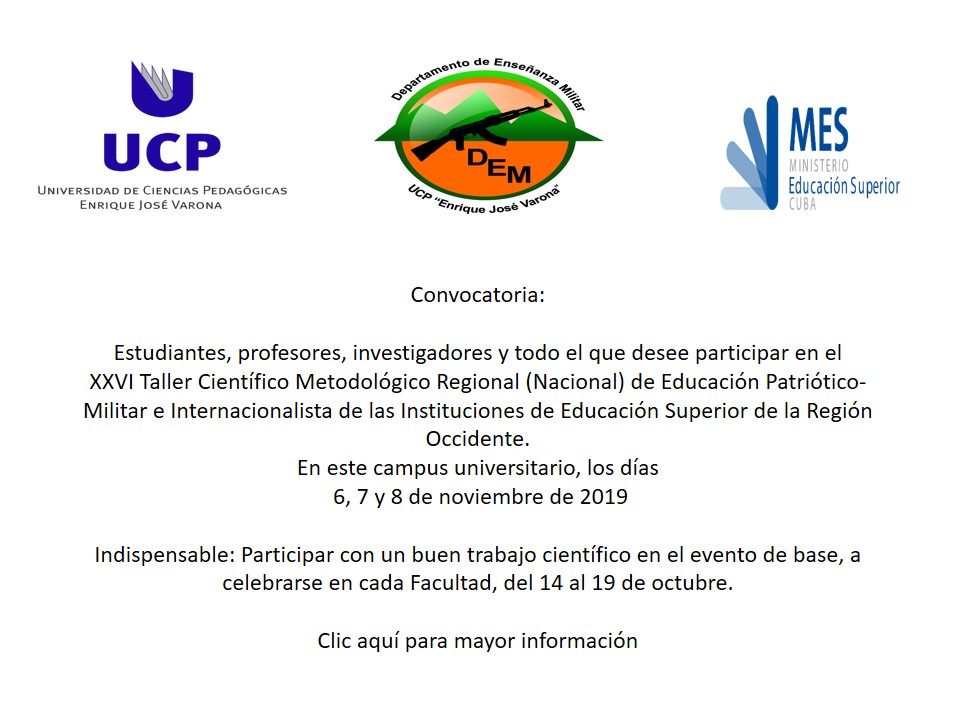 UCP
UNIVERSIDAD DE CIENCIAS PEDAGÓGICAS
ENRIQUE JOSÉ VARONA
Departamento de Enseñanza Militar
DEM
UCP "Enrique José Varona"
MES
MINISTERIO
Educación Superior
CUBA
Convocatoria:
Estudiantes, profesores, investigadores y todo el que desee participar en el
XXVI Taller Científico Metodológico Regional (Nacional) de Educación Patriótico-
Militar e Internacionalista de las Instituciones de Educación Superior de la Región
Occidente.
En este campus universitario, los días
6, 7 y 8 de noviembre de 2019
Indispensable: Participar con un buen trabajo científico en el evento de base, a
celebrarse en cada Facultad, del 14 al 19 de octubre.
Clic aquí para mayor información